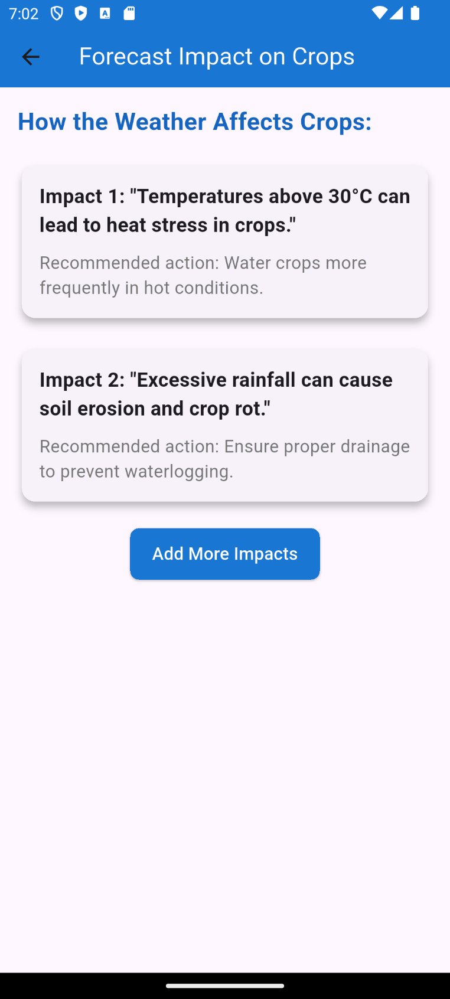 7:02
Forecast Impact on Crops
How the Weather Affects Crops:
Impact 1: "Temperatures above 30°C can
lead to heat stress in crops."
Recommended action: Water crops more
frequently in hot conditions.
Impact 2: "Excessive rainfall can cause
soil erosion and crop rot."
Recommended action: Ensure proper drainage
to prevent waterlogging.
Add More Impacts